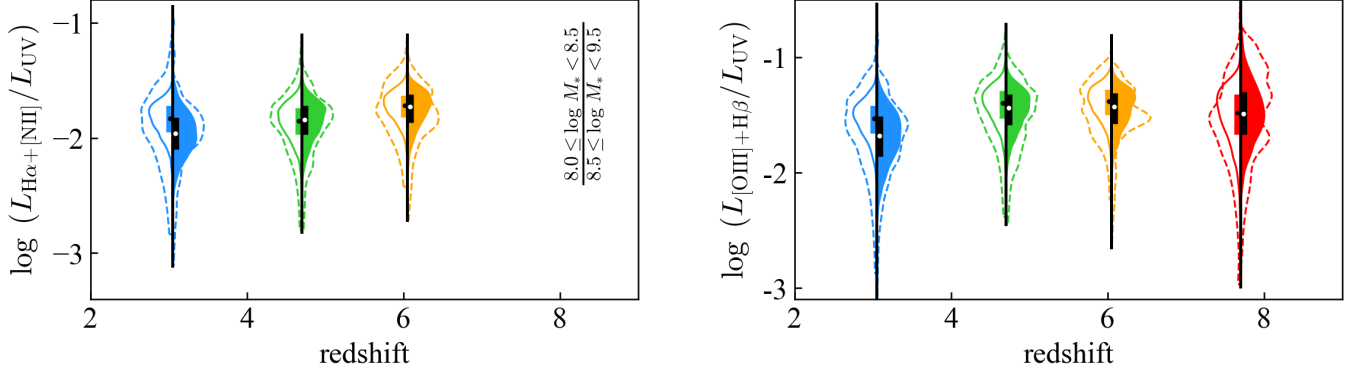 log (L_{Hα+[NII]}/L_{UV})
−1
−2
−3
2
4
6
8
redshift
8.0 ≤ log M_* < 8.5
8.5 ≤ log M_* < 9.5
log (L_{[OIII]+Hβ}/L_{UV})
-1
-2
-3
2
4
6
8
redshift